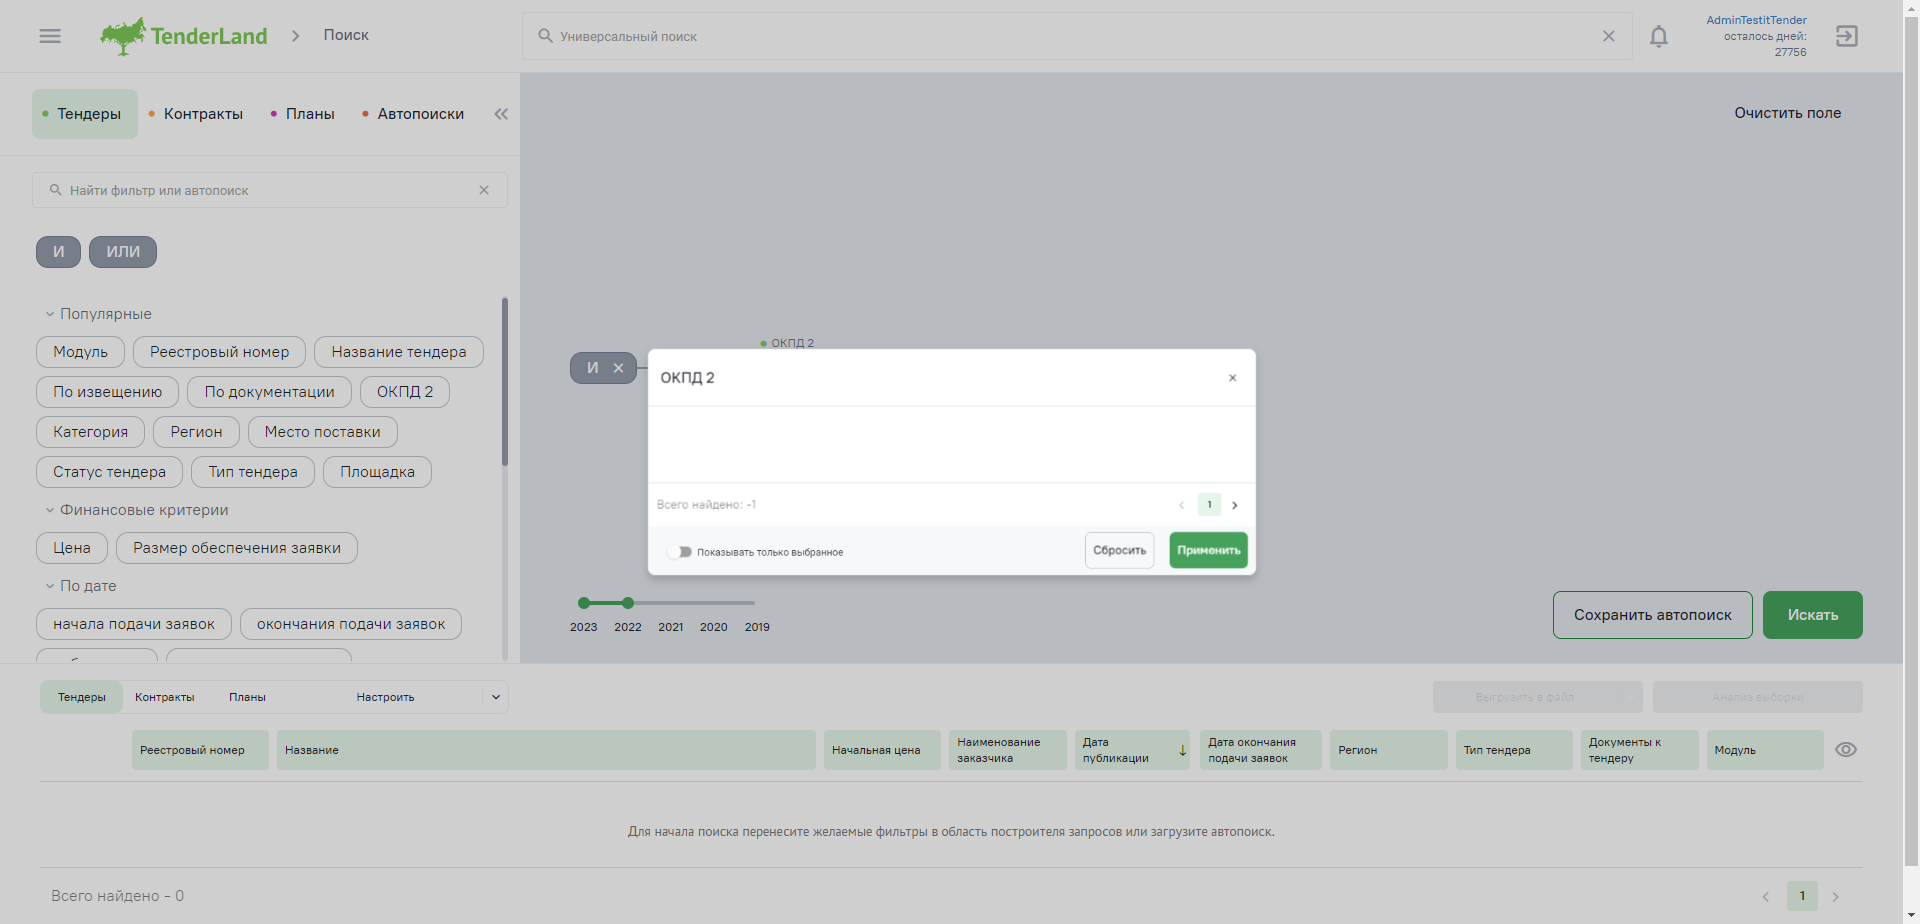 TenderLand
Поиск
Универсальный поиск
AdminTestitTender
осталось дней:
27756
Тендеры
Контракты
Планы
Автопоиски
Очистить поле
Найти фильтр или автопоиск
И
ИЛИ
Популярные
Модуль
Реестровый номер
Название тендера
По извещению
По документации
ОКПД 2
Категория
Регион
Место поставки
Статус тендера
Тип тендера
Площадка
Финансовые критерии
Цена
Размер обеспечения заявки
По дате
начала подачи заявок
окончания подачи заявок
И
ОКПД 2
ОКПД 2
Всего найдено: -1
1
Показывать только выбранное
Сбросить
Применить
2023
2022
2021
2020
2019
Сохранить автопоиск
Искать
Тендеры
Контракты
Планы
Настроить
Выгрузить в файл
Анализ выборки
Реестровый номер
Название
Начальная цена
Наименование
заказчика
Дата
публикации
Дата окончания
подачи заявок
Регион
Тип тендера
Документы к
тендеру
Модуль
Для начала поиска перенесите желаемые фильтры в область построителя запросов или загрузите автопоиск.
Всего найдено - 0
1